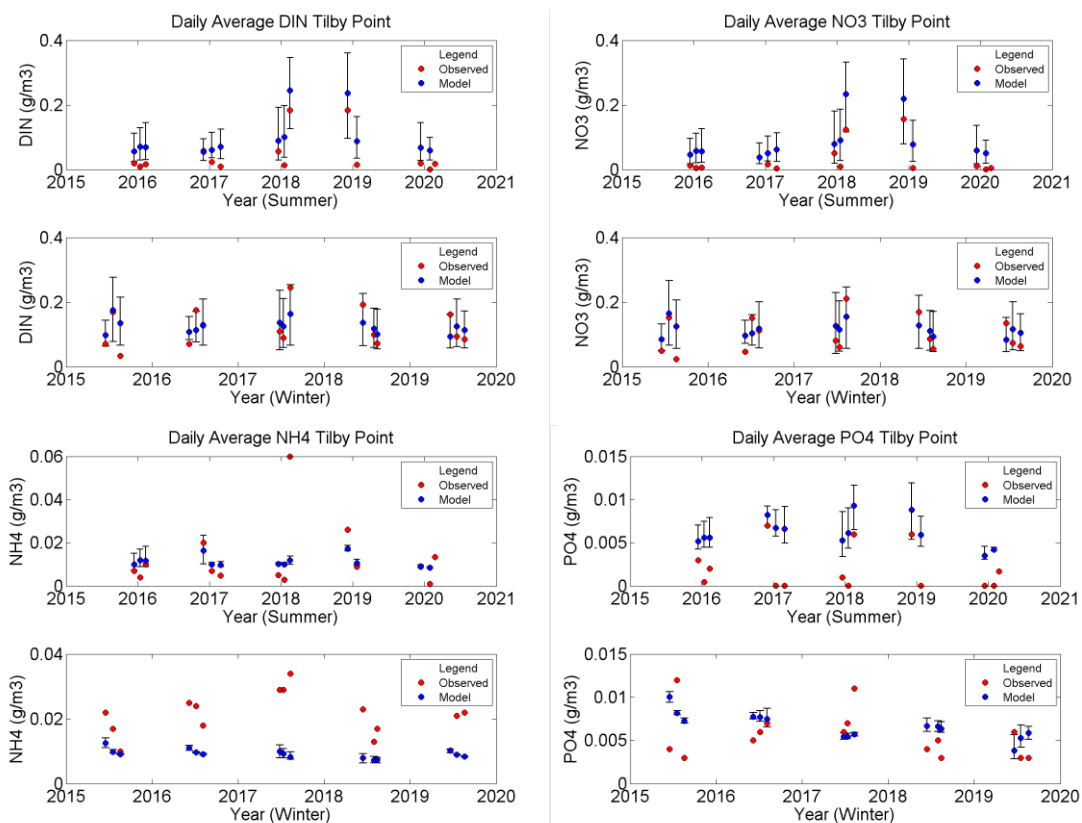 Daily Average DIN Tilby Point
0.4
0.2
0
DIN (g/m3)
Legend
Observed
Model
2015 2016 2017 2018 2019 2020 2021
Year (Summer)
0.4
0.2
0
DIN (g/m3)
Legend
Observed
Model
2015 2016 2017 2018 2019 2020
Year (Winter)
Daily Average NO3 Tilby Point
0.4
0.2
0
NO3 (g/m3)
Legend
Observed
Model
2015 2016 2017 2018 2019 2020 2021
Year (Summer)
0.4
0.2
0
NO3 (g/m3)
Legend
Observed
Model
2015 2016 2017 2018 2019 2020
Year (Winter)
Daily Average NH4 Tilby Point
0.06
0.04
0.02
0
NH4 (g/m3)
Legend
Observed
Model
2015 2016 2017 2018 2019 2020 2021
Year (Summer)
0.04
0.02
0
NH4 (g/m3)
Legend
Observed
Model
2015 2016 2017 2018 2019 2020
Year (Winter)
Daily Average PO4 Tilby Point
0.015
0.01
0.005
0
PO4 (g/m3)
Legend
Observed
Model
2015 2016 2017 2018 2019 2020 2021
Year (Summer)
0.015
0.01
0.005
0
PO4 (g/m3)
Legend
Observed
Model
2015 2016 2017 2018 2019 2020
Year (Winter)